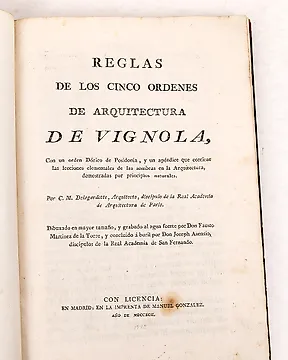 REGLAS
DE LOS CINCO ORDENES
DE ARQUITECTURA
DE VIGNOLA,
Con un orden Dórico de Posidonia, y un apéndice que contiene
las lecciones elementales de las sombras en la Arquitectura,
demostradas por principios naturales.
Por C. M. Delagardette, Arquitecto, discípulo de la Real Academia
de Arquitectura de Paris.
Dibuxado en mayor tamaño, y grabado al agua fuerte por Don Fausto
Martinez de la Torre, y concluido á buril por Don Joseph Asensio,
discípulos de la Real Academia de San Fernando.
CON LICENCIA:
EN MADRID: EN LA IMPRENTA DE MANUEL GONZALEZ.
AÑO DE